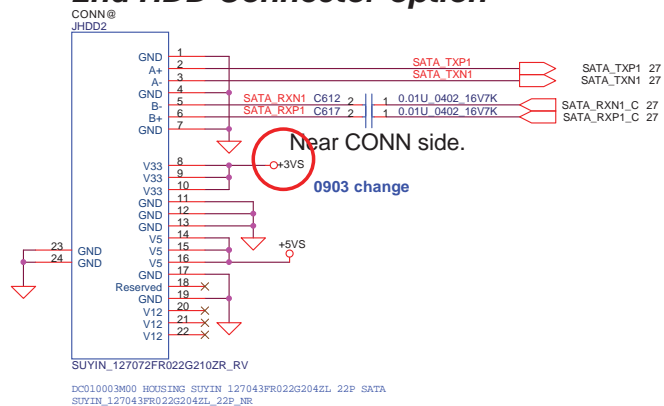 2nd HDD Connector option
CONN@
JHDD2
GND 1
A+ 2 SATA_TXP1 SATA_TXP1 27
A- 3 SATA_TXN1 SATA_TXN1 27
GND 4
B- 5 SATA_RXN1 C612 2 1 0.01U_0402_16V7K SATA_RXN1_C 27
B+ 6 SATA_RXP1 C617 2 1 0.01U_0402_16V7K SATA_RXP1_C 27
GND 7
Near CONN side.
V33 8 +3VS
V33 9
V33 10
0903 change
GND 11
GND 12
GND 13
V5 14
V5 15 +5VS
V5 16
23 GND
24 GND
GND 17
Reserved 18
GND 19
V12 20
V12 21
V12 22
SUYIN_127072FR022G210ZR_RV
DC010003M00 HOUSING SUYIN 127043FR022G204ZL 22P SATA
SUYIN_127043FR022G204ZL_22P_NR